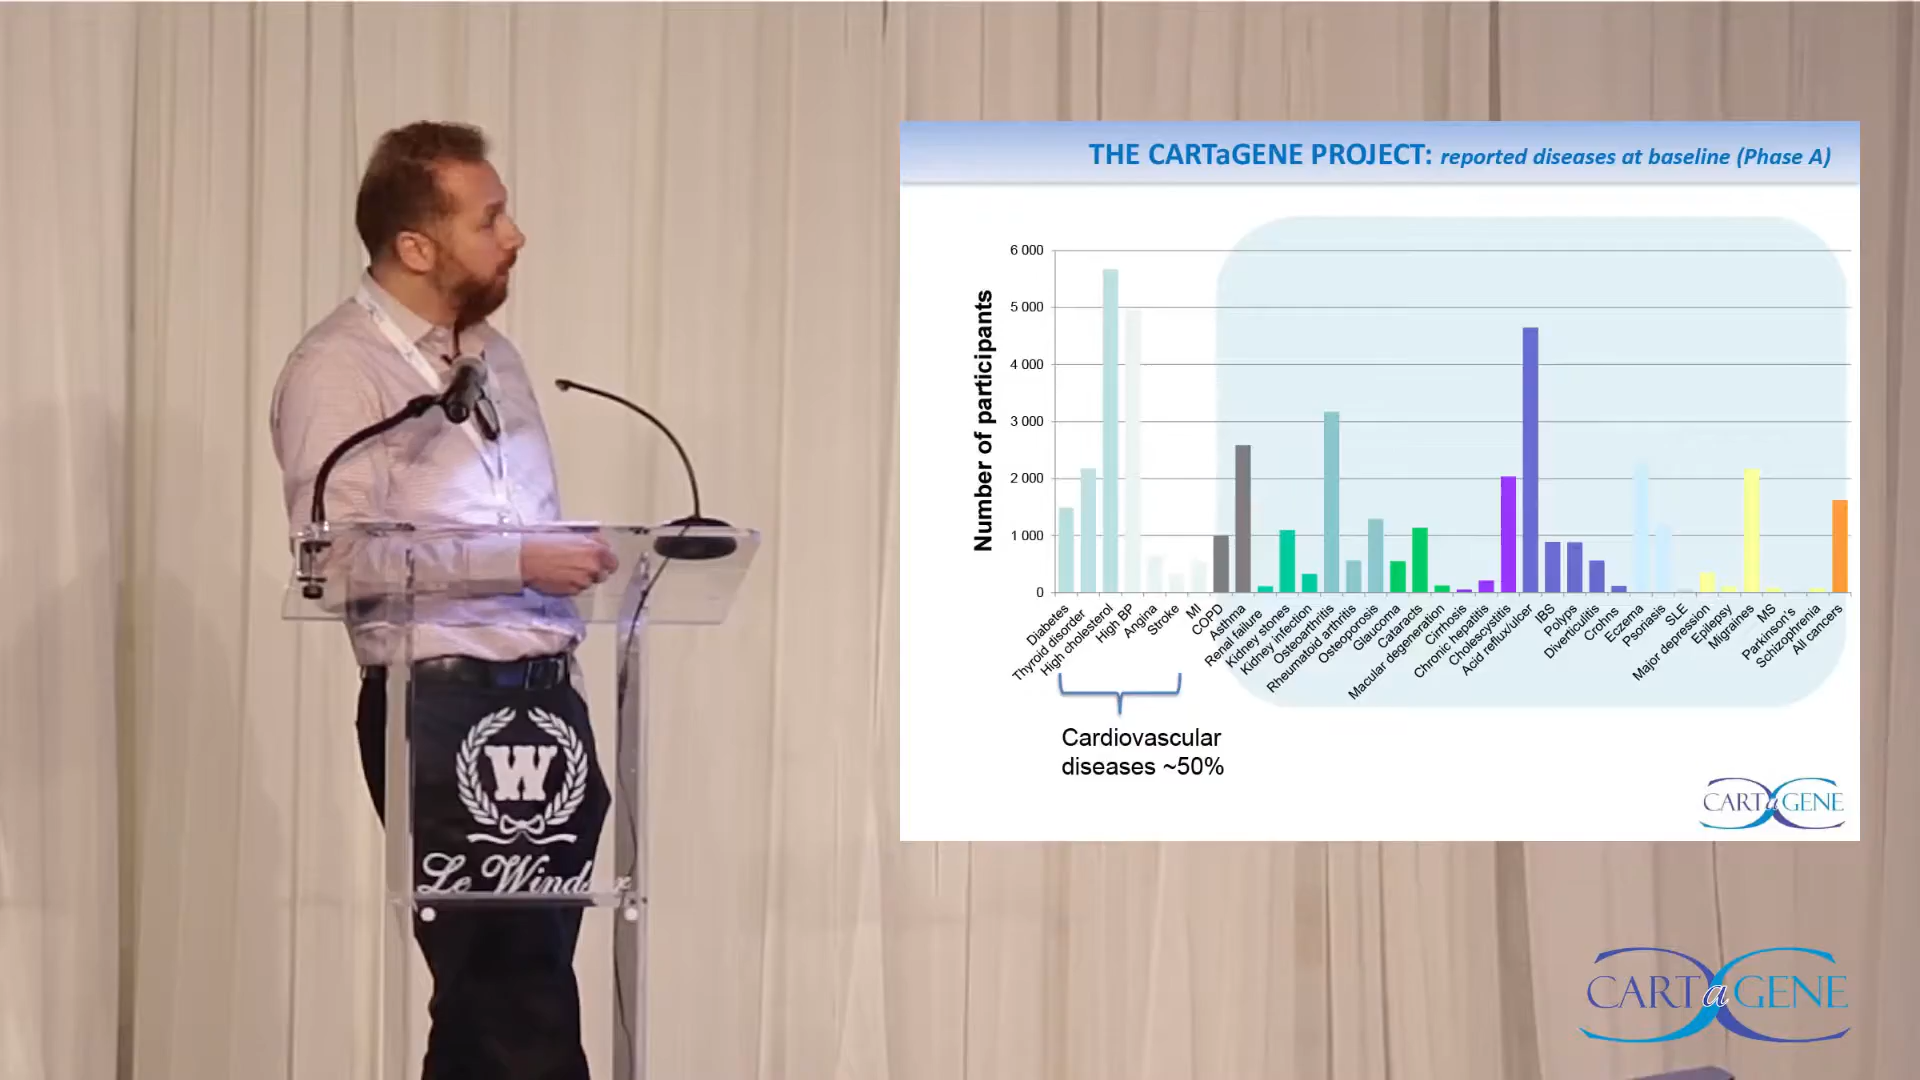 THE CARTaGENE PROJECT: reported diseases at baseline (Phase A)
Number of participants
6 000
5 000
4 000
3 000
2 000
1 000
0
Diabetes
Thyroid disorder
High cholesterol
High BP
Angina
Stroke
MI
COPD
Asthma
Renal failure
Kidney stones
Kidney infection
Osteoarthritis
Rheumatoid arthritis
Osteoporosis
Glaucoma
Cataracts
Macular degeneration
Cirrhosis
Chronic hepatitis
Cholescystitis
Acid reflux/ulcer
IBS
Polyps
Diverticulitis
Crohns
Eczema
Psoriasis
SLE
Major depression
Epilepsy
Migraines
MS
Parkinson's
Schizophrenia
All cancers
Cardiovascular
diseases ~50%
CARTaGENE
W
Le Windsor
CARTaGENE